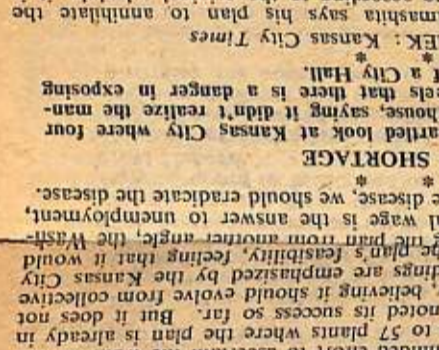 to 57 plants where the plan is already in
noted its success so far. But it does not
, believing it should evolve from collective
dings are emphasized by the Kansas City
he plan's feasibility, feeling that it would
ng the plan from another angle, the Wash-
l wage is the answer to unemployment,
e disease, we should eradicate the disease.
* *
SHORTAGE
artled look at Kansas City where four
house, saying it didn't realize the man-
eels that there is a danger in exposing
f a City Hall.
* *
EK: Kansas City Times
mashita says his plan to annihilate the